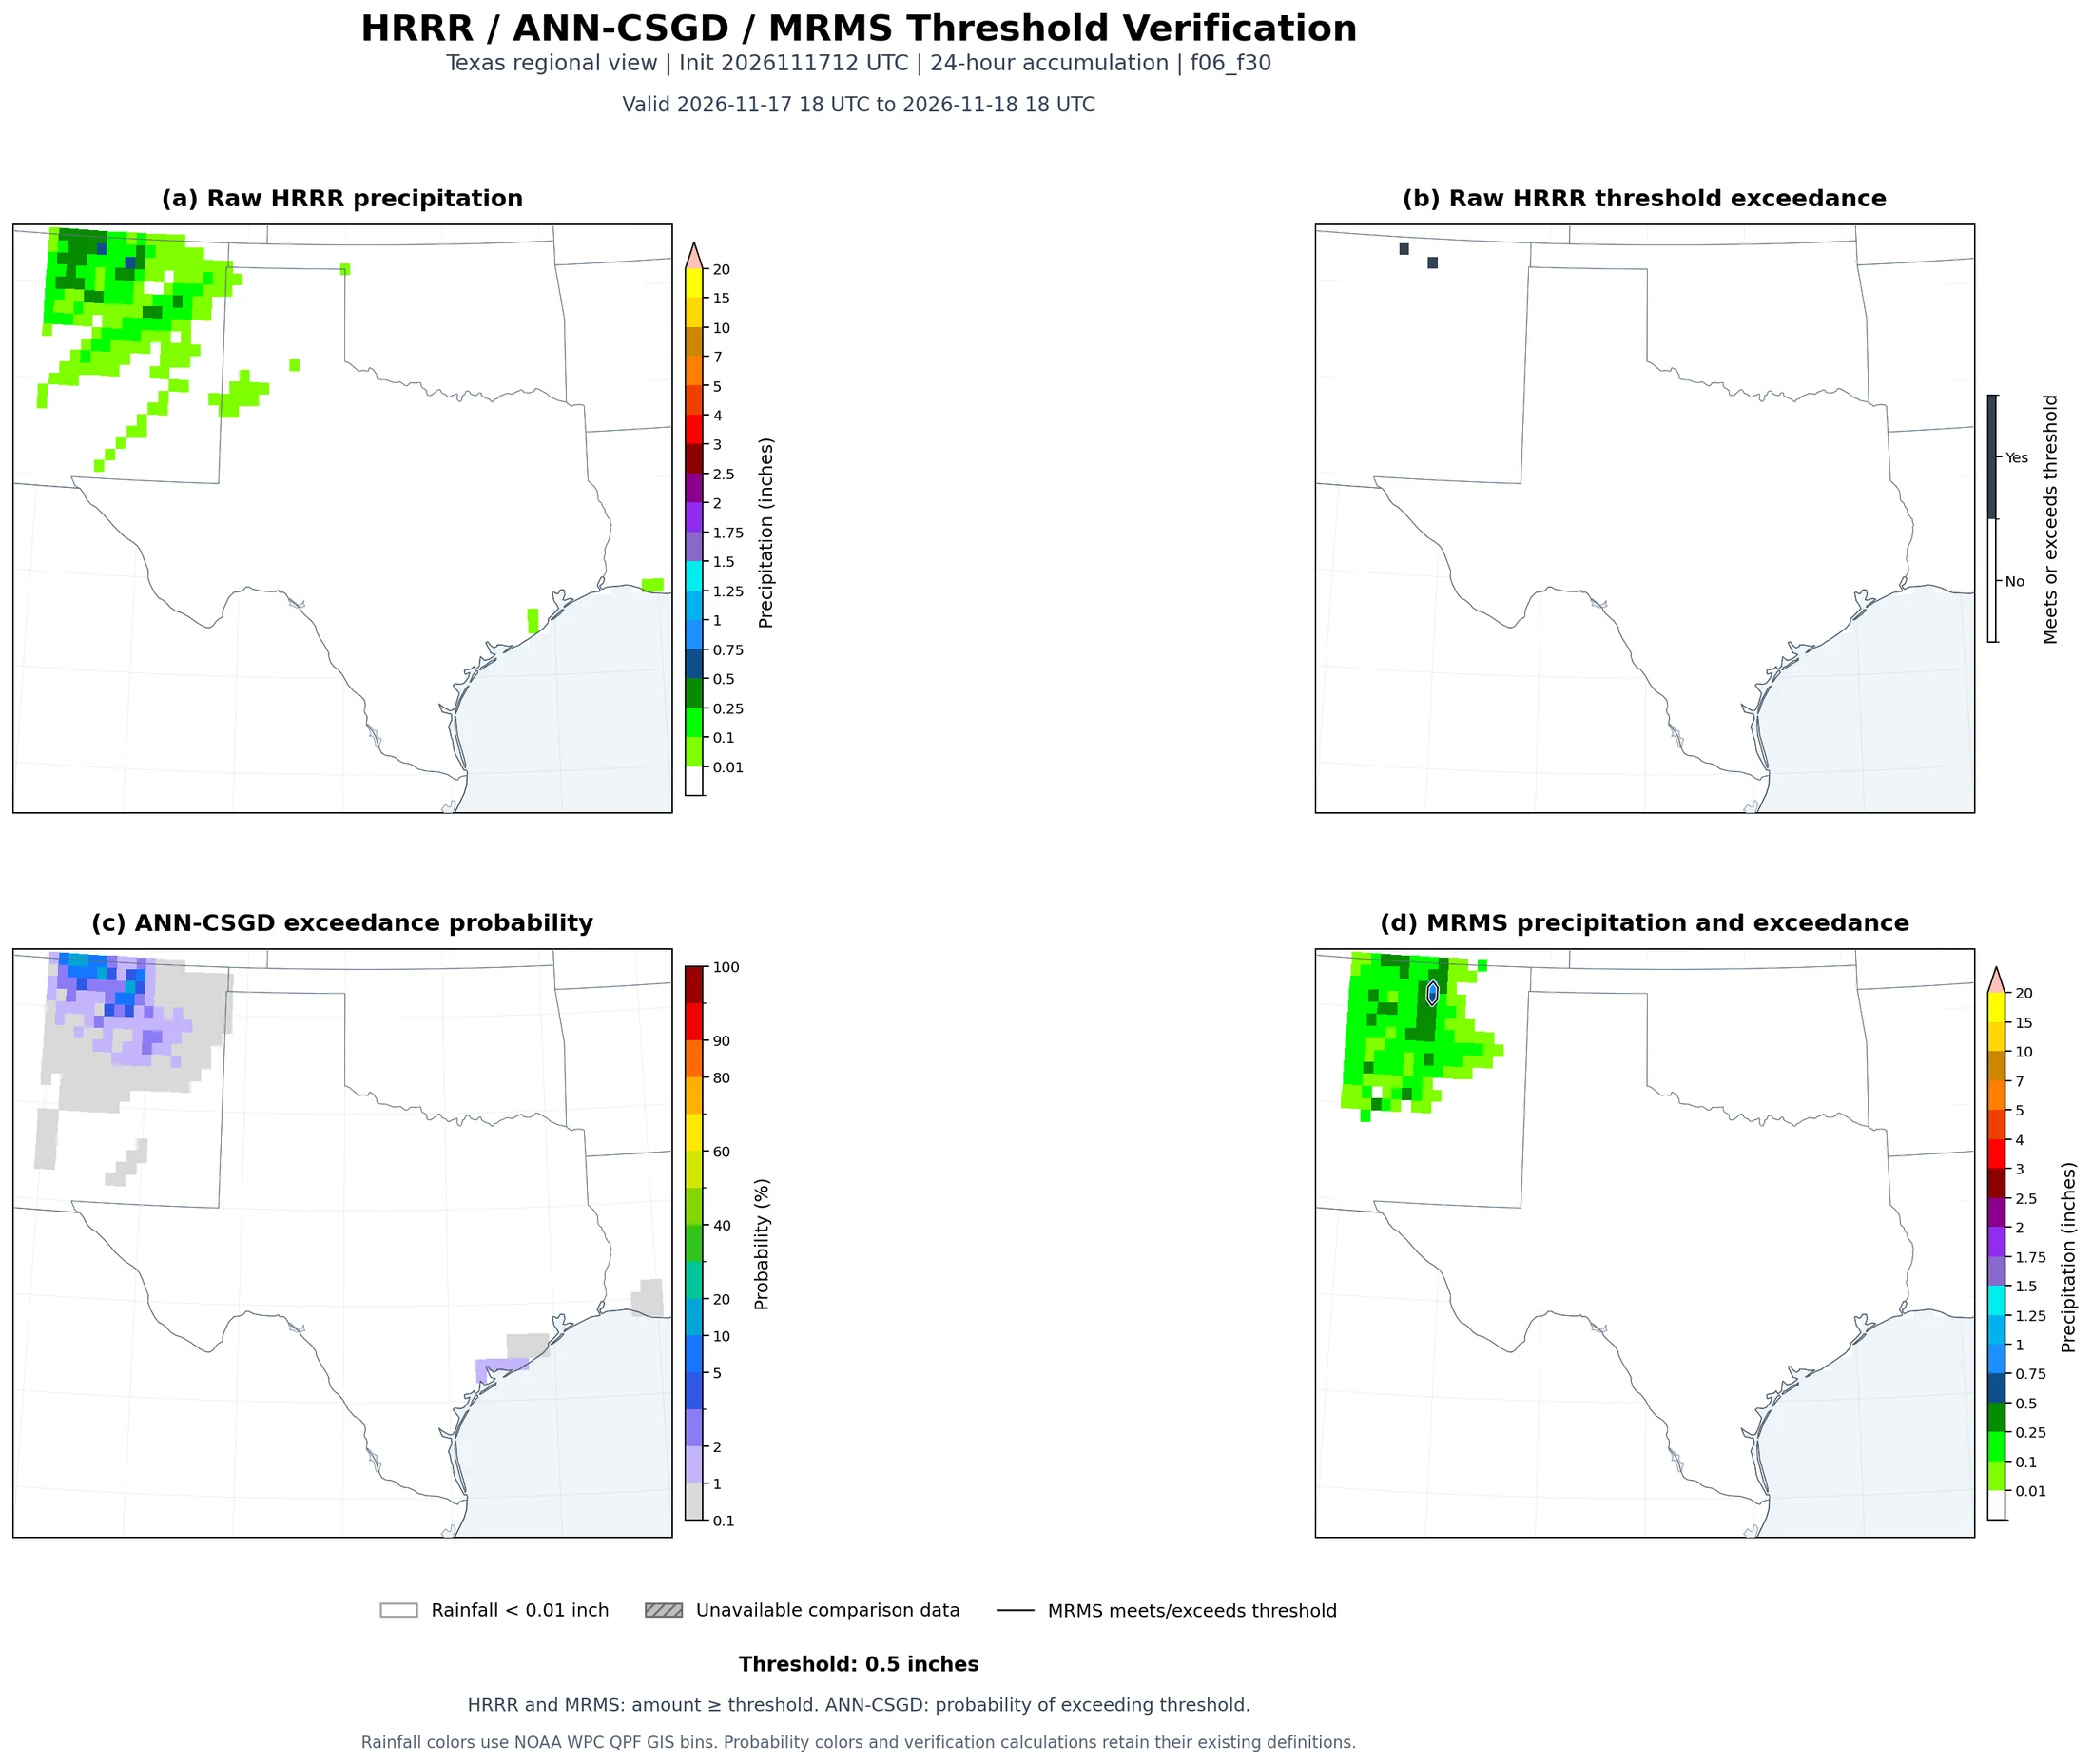 HRRR / ANN-CSGD / MRMS Threshold Verification
Texas regional view | Init 2026111712 UTC | 24-hour accumulation | f06_f30
Valid 2026-11-17 18 UTC to 2026-11-18 18 UTC
(a) Raw HRRR precipitation
20
15
10
7
5
4
3
2.5
2
1.75
1.5
1.25
1
0.75
0.5
0.25
0.1
0.01
Precipitation (inches)
(b) Raw HRRR threshold exceedance
Yes
No
Meets or exceeds threshold
(c) ANN-CSGD exceedance probability
100
90
80
60
40
20
10
5
2
1
0.1
Probability (%)
(d) MRMS precipitation and exceedance
20
15
10
7
5
4
3
2.5
2
1.75
1.5
1.25
1
0.75
0.5
0.25
0.1
0.01
Precipitation (inches)
Rainfall < 0.01 inch
Unavailable comparison data
MRMS meets/exceeds threshold
Threshold: 0.5 inches
HRRR and MRMS: amount ≥ threshold. ANN-CSGD: probability of exceeding threshold.
Rainfall colors use NOAA WPC QPF GIS bins. Probability colors and verification calculations retain their existing definitions.